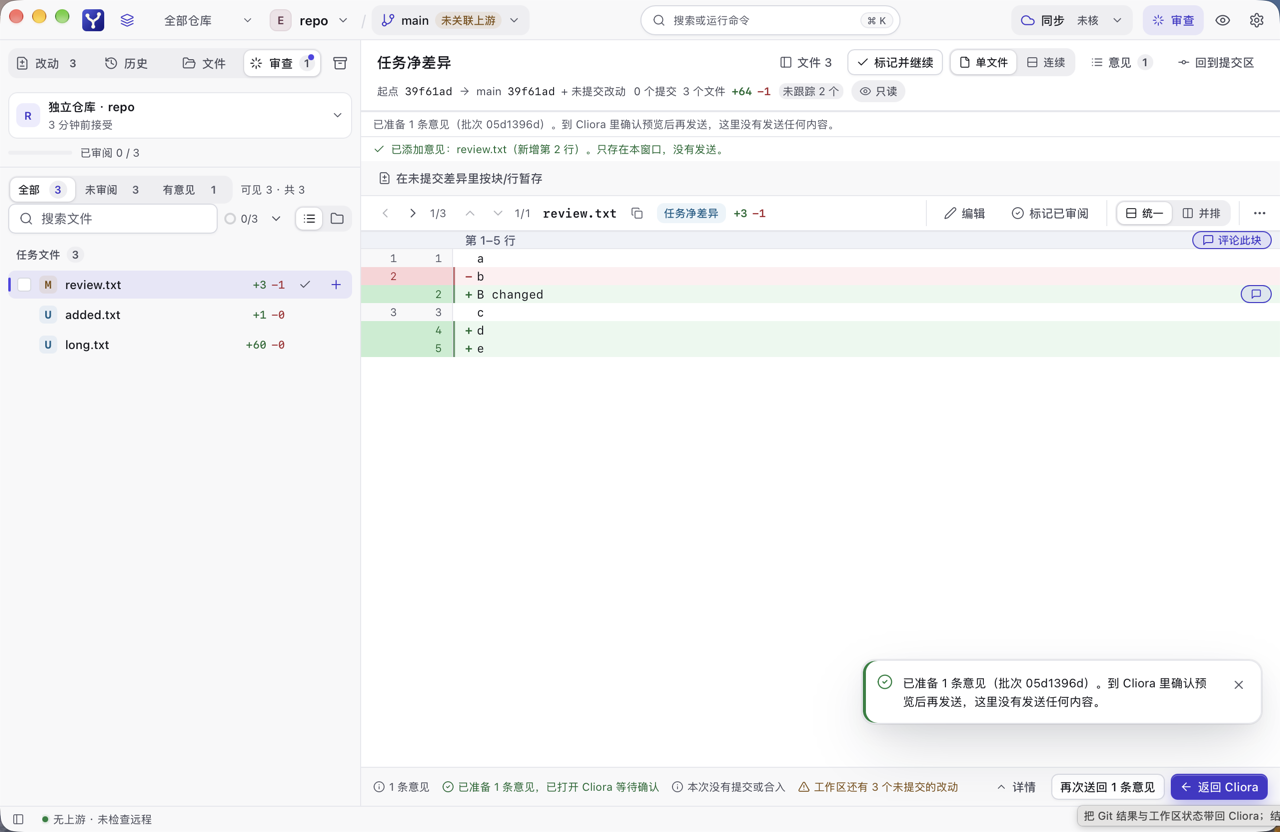 全部仓库 E repo / main 未关联上游 搜索或运行命令 ⌘ K 同步 未核 审查
改动 3 历史 文件 审查 1
R 独立仓库 · repo
3 分钟前接受
已审阅 0 / 3
全部 3 未审阅 3 有意见 1 可见 3 · 共 3
搜索文件 0/3
任务文件 3
M review.txt +3 −1
U added.txt +1 −0
U long.txt +60 −0
任务净差异 文件 3 标记并继续 单文件 连续 意见 1 回到提交区
起点 39f61ad → main 39f61ad + 未提交改动 0 个提交 3 个文件 +64 −1 未跟踪 2 个 只读
已准备 1 条意见（批次 05d1396d）。到 Cliora 里确认预览后再发送，这里没有发送任何内容。
已添加意见：review.txt（新增第 2 行）。只存在本窗口，没有发送。
在未提交差异里按块/行暂存
1/3 1/1 review.txt 任务净差异 +3 −1 编辑 标记已审阅 统一 并排
第 1–5 行 评论此块
1 1 a
2 − b
2 + B changed
3 3 c
4 + d
5 + e
已准备 1 条意见（批次 05d1396d）。到 Cliora 里确认预
览后再发送，这里没有发送任何内容。
1 条意见 已准备 1 条意见，已打开 Cliora 等待确认 本次没有提交或合入 工作区还有 3 个未提交的改动 详情 再次送回 1 条意见 返回 Cliora
无上游 · 未检查远程
把 Git 结果与工作区状态带回 Cliora；